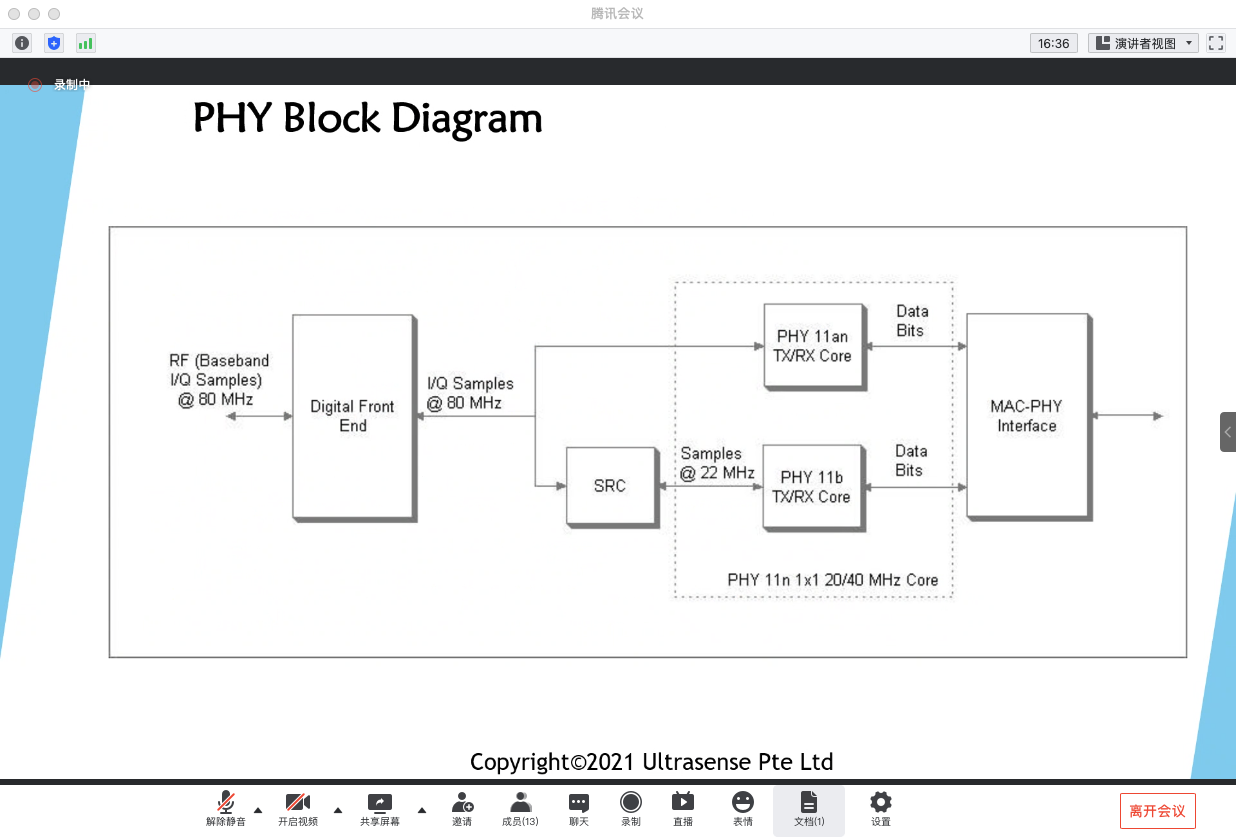 腾讯会议
16:36
演讲者视图
录制中
PHY Block Diagram
RF (Baseband
I/Q Samples)
@ 80 MHz
Digital Front
End
I/Q Samples
@ 80 MHz
SRC
Samples
@ 22 MHz
PHY 11an
TX/RX Core
PHY 11b
TX/RX Core
Data
Bits
Data
Bits
MAC-PHY
Interface
PHY 11n 1x1 20/40 MHz Core
Copyright©2021 Ultrasense Pte Ltd
解除静音
开启视频
共享屏幕
邀请
成员(13)
聊天
录制
直播
表情
文档(1)
设置
离开会议